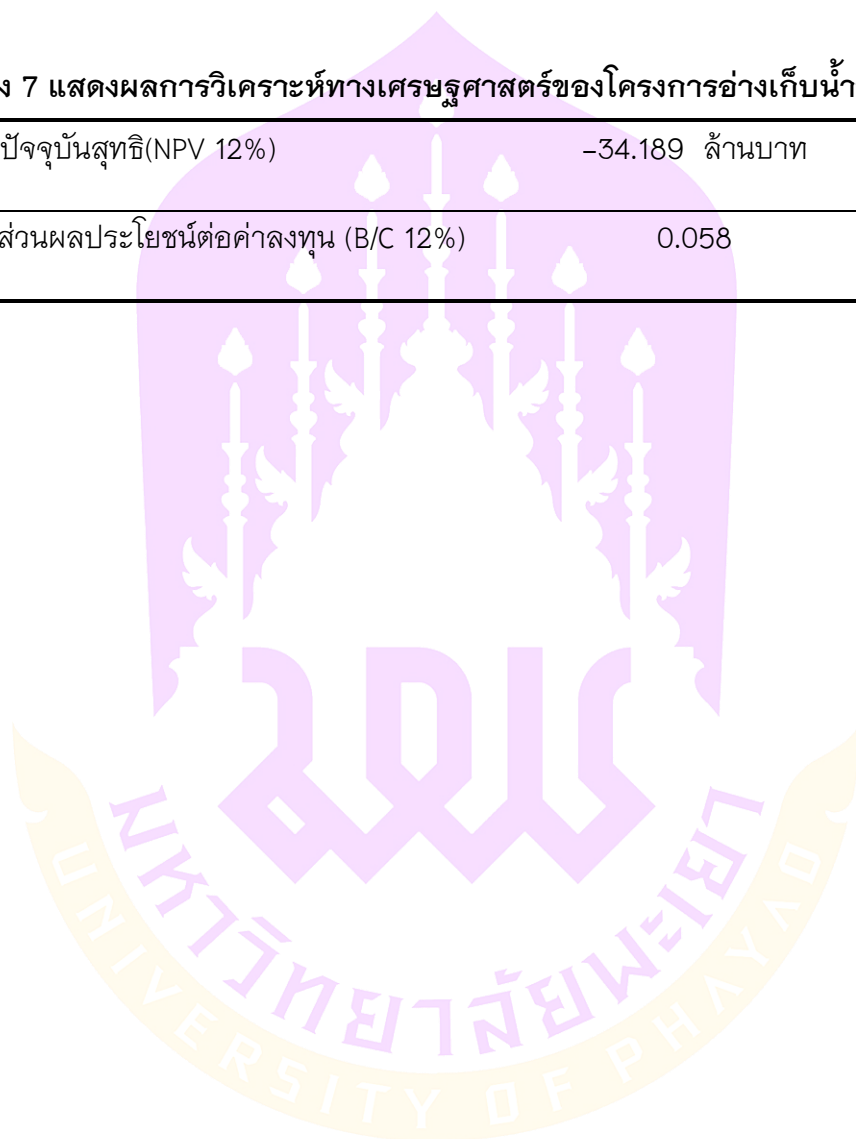 ง 7 แสดงผลการวิเคราะห์ทางเศรษฐศาสตร์ของโครงการอ่างเก็บน้ำ
ปัจจุบันสุทธิ(NPV 12%) -34.189 ล้านบาท
ส่วนผลประโยชน์ต่อค่าลงทุน (B/C 12%) 0.058
มหาวิทยาลัยพะเยา
UNIVERSITY OF PHAYAO